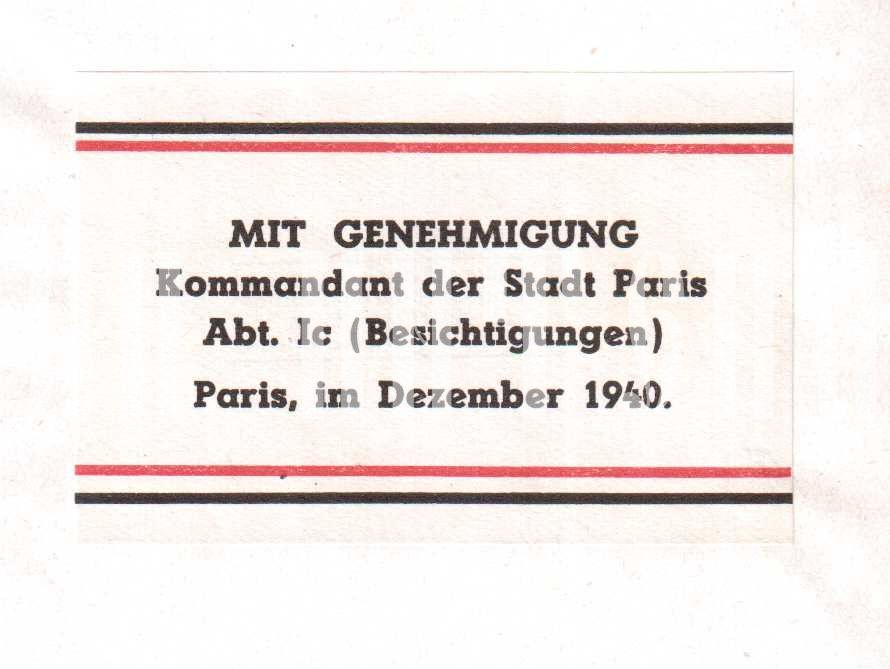 MIT GENEHMIGUNG
Kommandant der Stadt Paris
Abt. Ic (Besichtigungen)
Paris, im Dezember 1940.